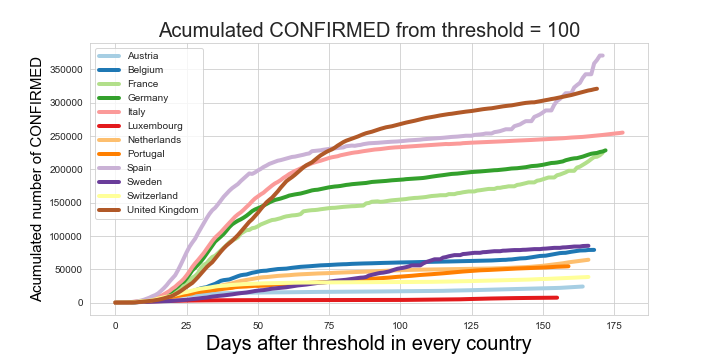 Acumulated CONFIRMED from threshold = 100
Acumulated number of CONFIRMED
350000
300000
250000
200000
150000
100000
50000
0
Austria
Belgium
France
Germany
Italy
Luxembourg
Netherlands
Portugal
Spain
Sweden
Switzerland
United Kingdom
0 25 50 75 100 125 150 175
Days after threshold in every country